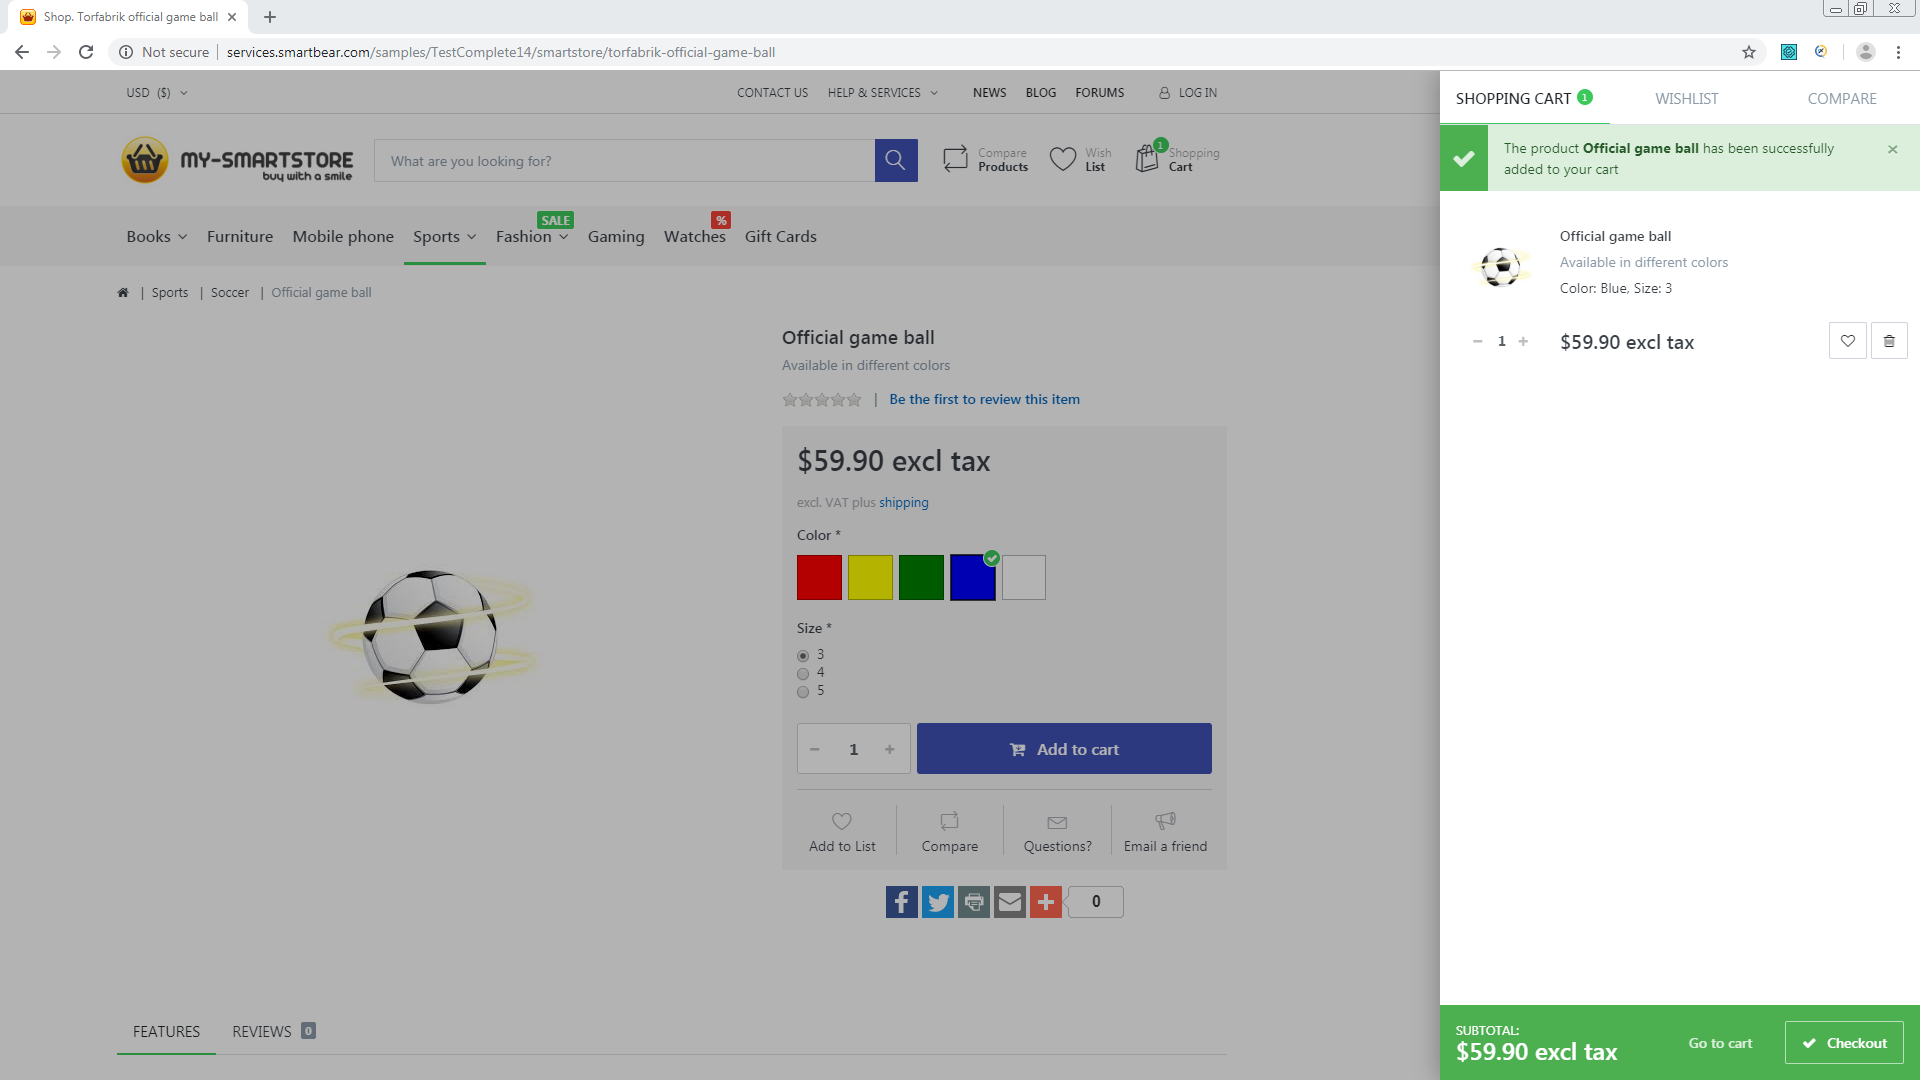 Shop. Torfabrik official game ball
Not secure
services.smartbear.com/samples/TestComplete14/smartstore/torfabrik-official-game-ball
USD ($)
CONTACT US
HELP & SERVICES
NEWS
BLOG
FORUMS
LOG IN
MY-SMARTSTORE
buy with a smile
What are you looking for?
Compare
Products
Wish
List
1
Shopping
Cart
SALE
%
Books
Furniture
Mobile phone
Sports
Fashion
Gaming
Watches
Gift Cards
| Sports | Soccer | Official game ball
Official game ball
Available in different colors
| Be the first to review this item
$59.90 excl tax
excl. VAT plus shipping
Color *
Size *
3
4
5
1
Add to cart
Add to List
Compare
Questions?
Email a friend
0
FEATURES
REVIEWS 0
SHOPPING CART 1
WISHLIST
COMPARE
The product Official game ball has been successfully
added to your cart
Official game ball
Available in different colors
Color: Blue, Size: 3
1
$59.90 excl tax
SUBTOTAL:
$59.90 excl tax
Go to cart
Checkout